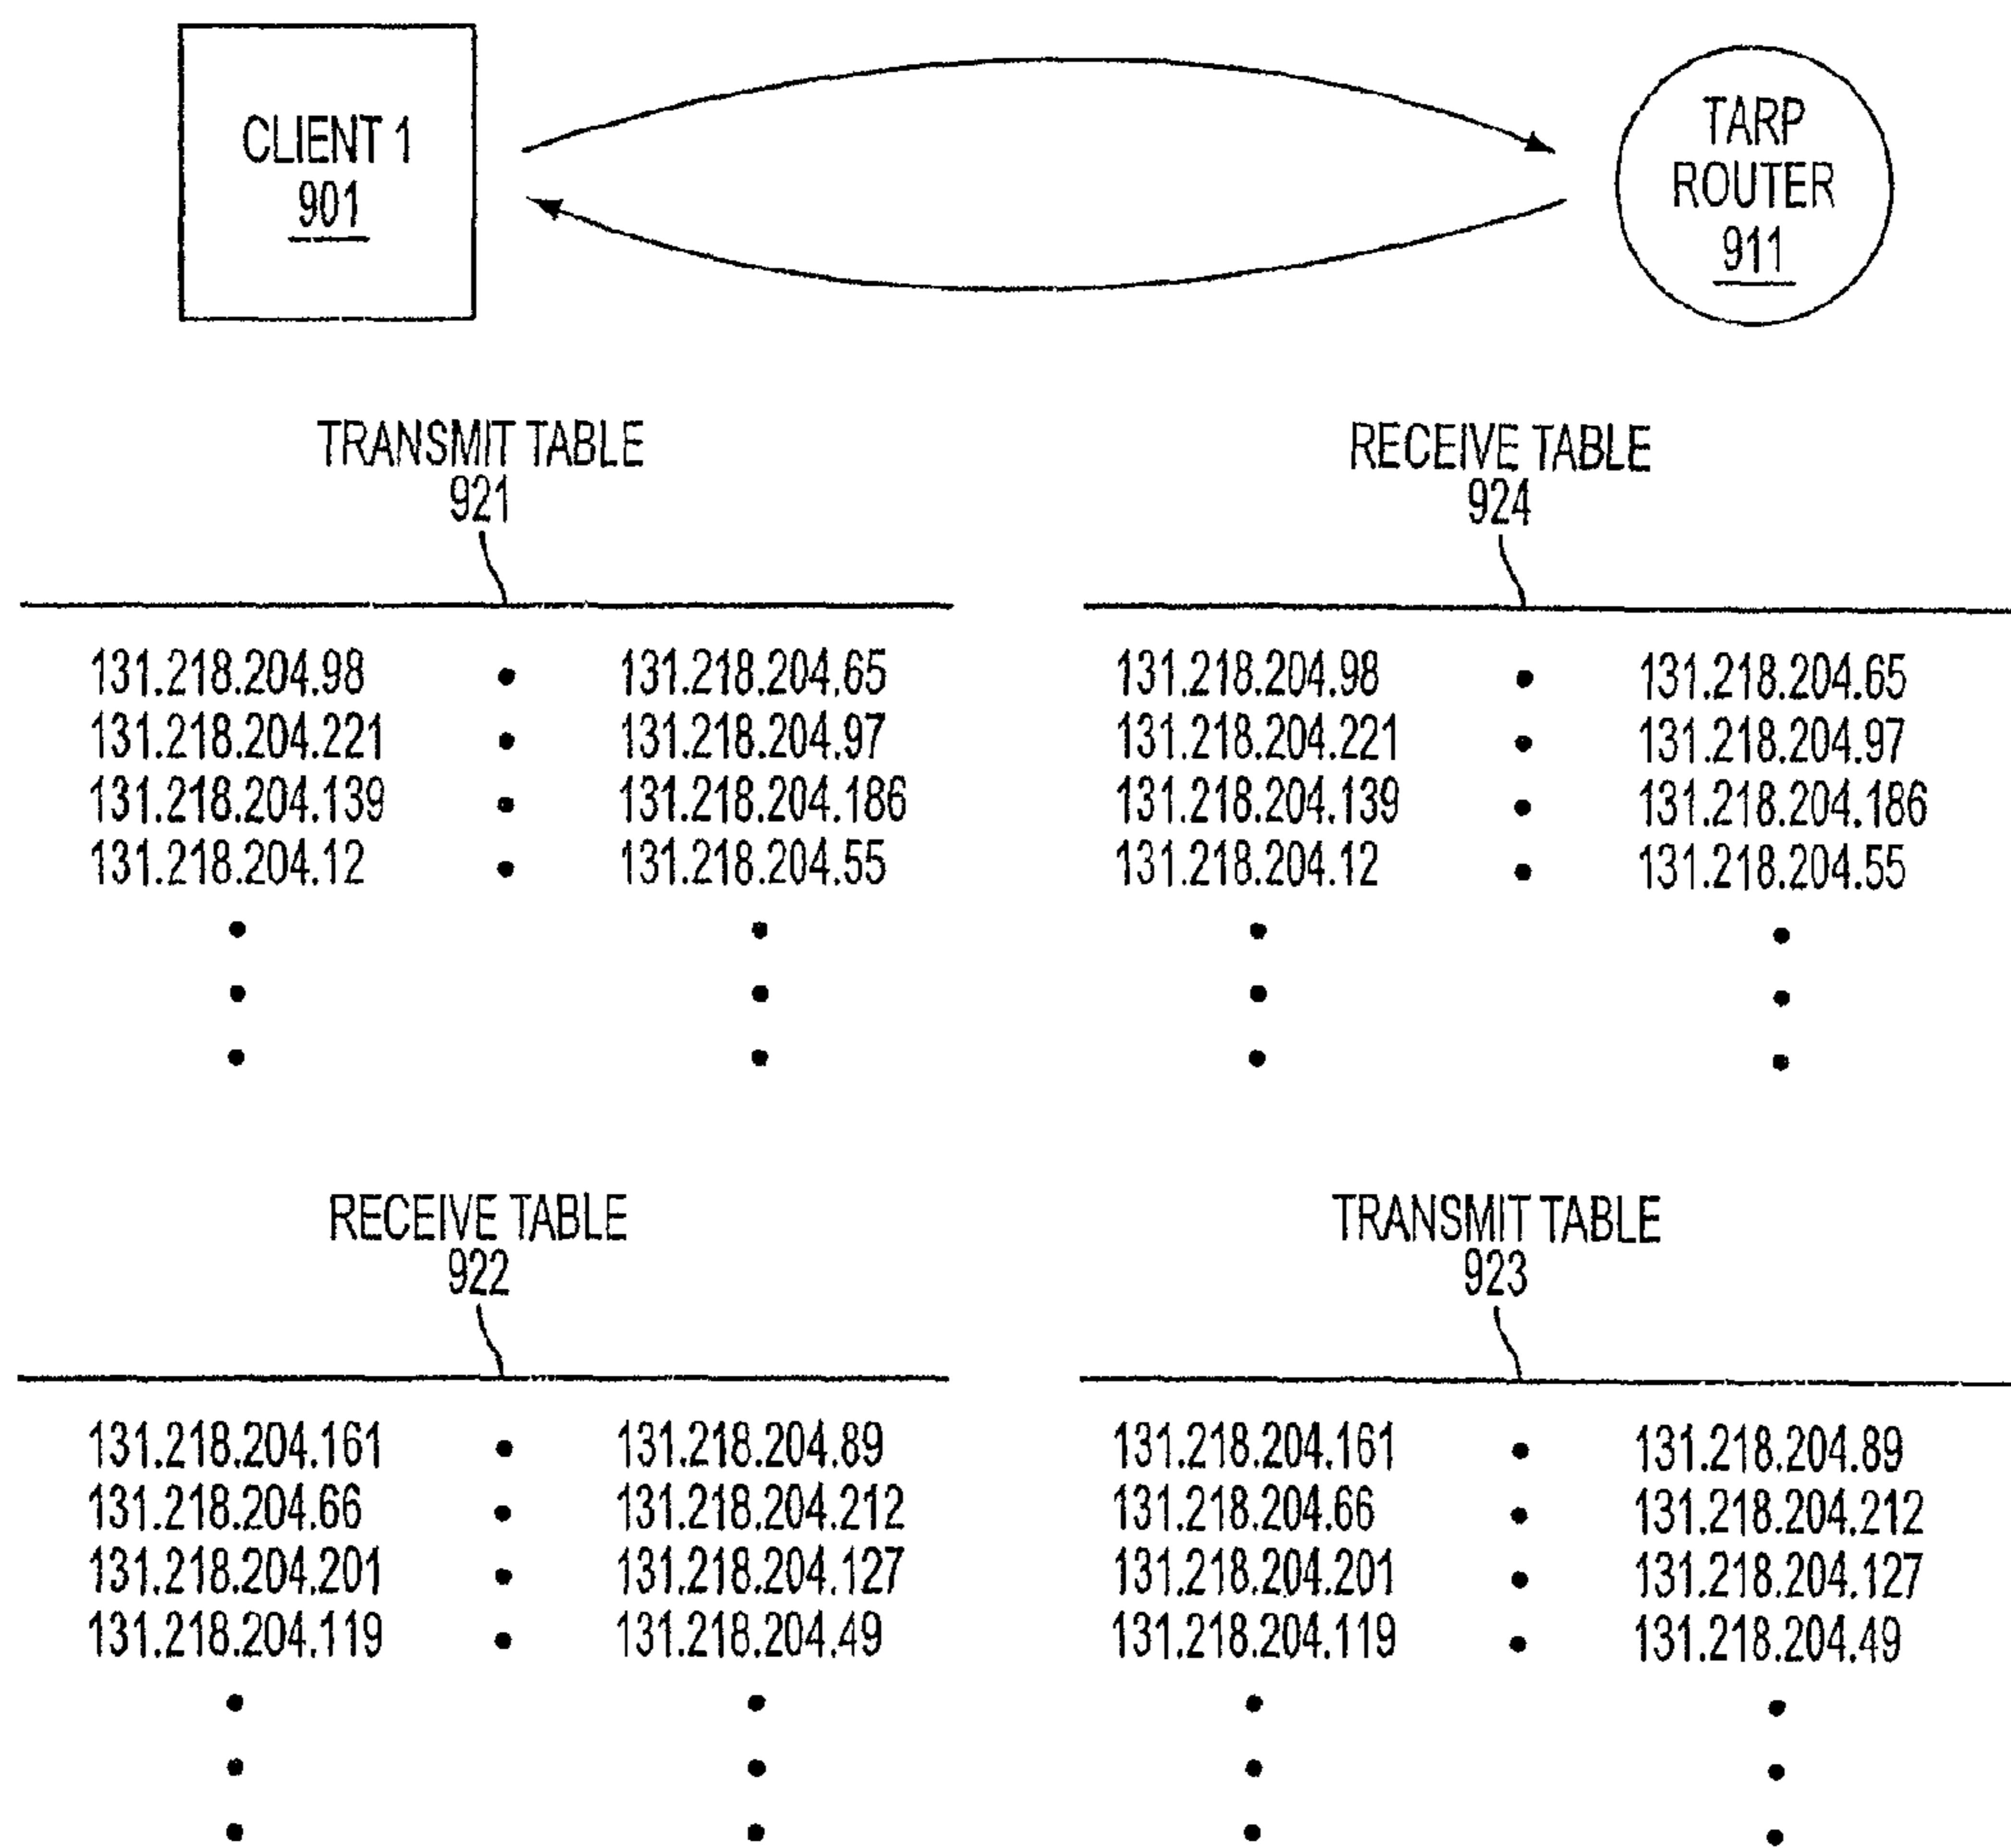 CLIENT 1
901
TARP
ROUTER
911
TRANSMIT TABLE
921
RECEIVE TABLE
924
131.218.204.98 • 131.218.204.65 131.218.204.98 • 131.218.204.65
131.218.204.221 • 131.218.204.97 131.218.204.221 • 131.218.204.97
131.218.204.139 • 131.218.204.186 131.218.204.139 • 131.218.204.186
131.218.204.12 • 131.218.204.55 131.218.204.12 • 131.218.204.55
RECEIVE TABLE
922
TRANSMIT TABLE
923
131.218.204.161 • 131.218.204.89 131.218.204.161 • 131.218.204.89
131.218.204.66 • 131.218.204.212 131.218.204.66 • 131.218.204.212
131.218.204.201 • 131.218.204.127 131.218.204.201 • 131.218.204.127
131.218.204.119 • 131.218.204.49 131.218.204.119 • 131.218.204.49